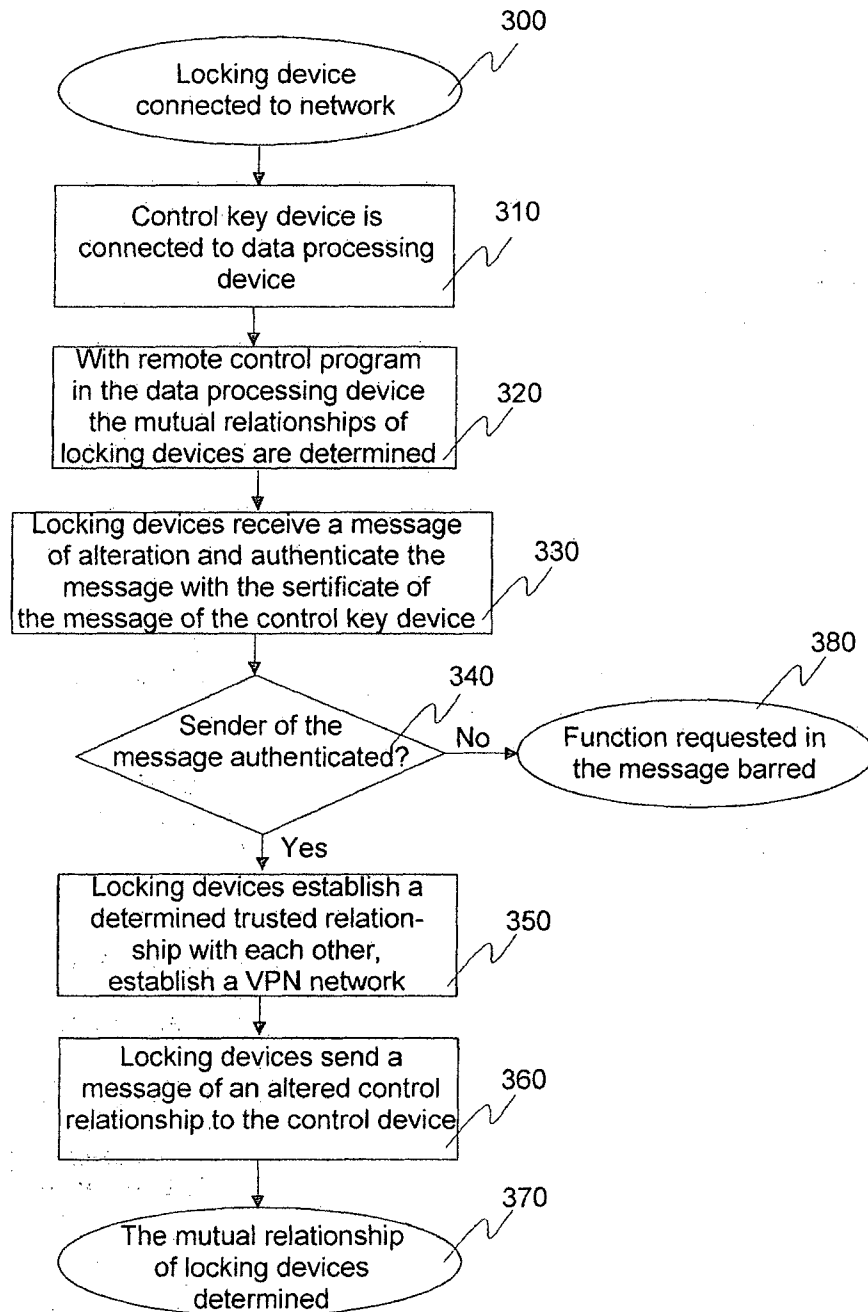 300
Locking device
connected to network
310
Control key device is
connected to data processing
device
320
With remote control program
in the data processing device
the mutual relationships of
locking devices are determined
330
Locking devices receive a message
of alteration and authenticate the
message with the sertificate of
the message of the control key device
340
380
Sender of the
message authenticated?
No
Function requested in
the message barred
Yes
350
Locking devices establish a
determined trusted relation-
ship with each other,
establish a VPN network
360
Locking devices send a
message of an altered control
relationship to the control device
370
The mutual relationship
of locking devices
determined